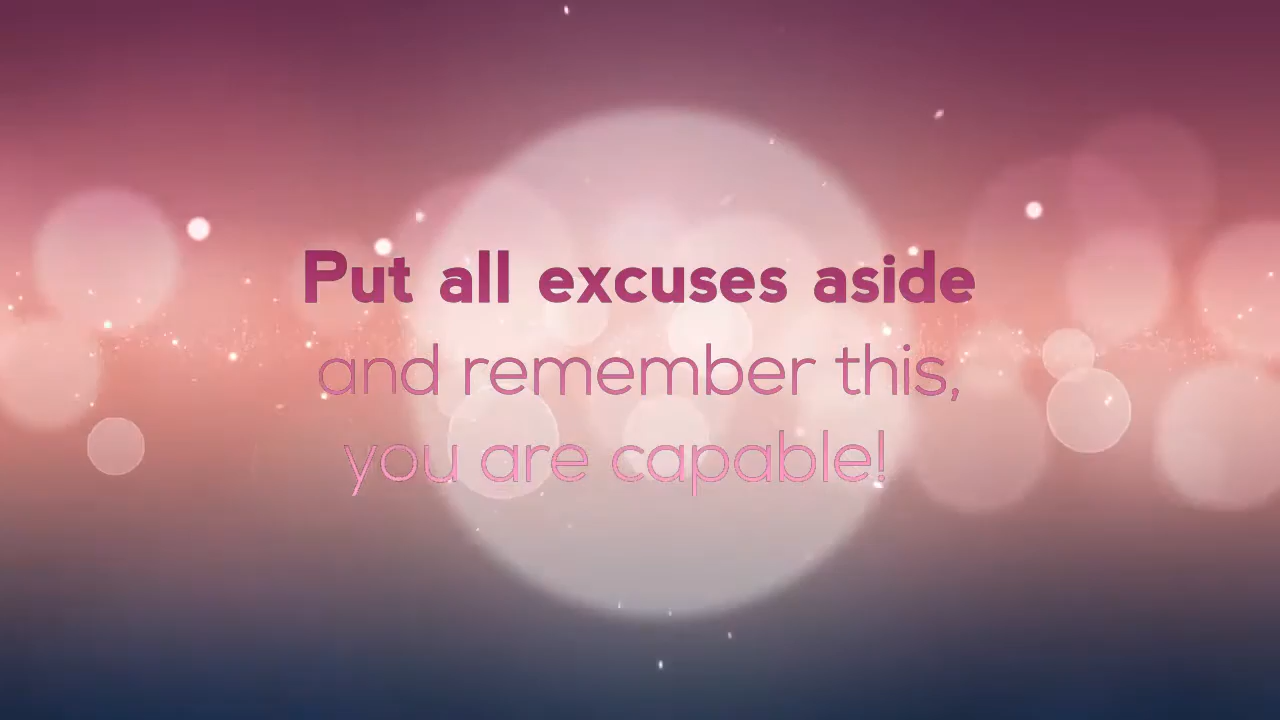 Put all excuses aside
and remember this,
you are capable!